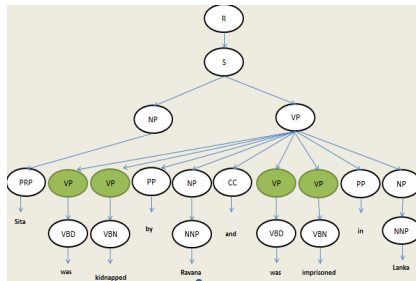 R
S
NP VP
PRP VP VP PP NP CC VP VP PP NP
Sita VBD VBN by NNP and VBD VBN in NNP
was kidnapped Ravana was imprisoned Lanka